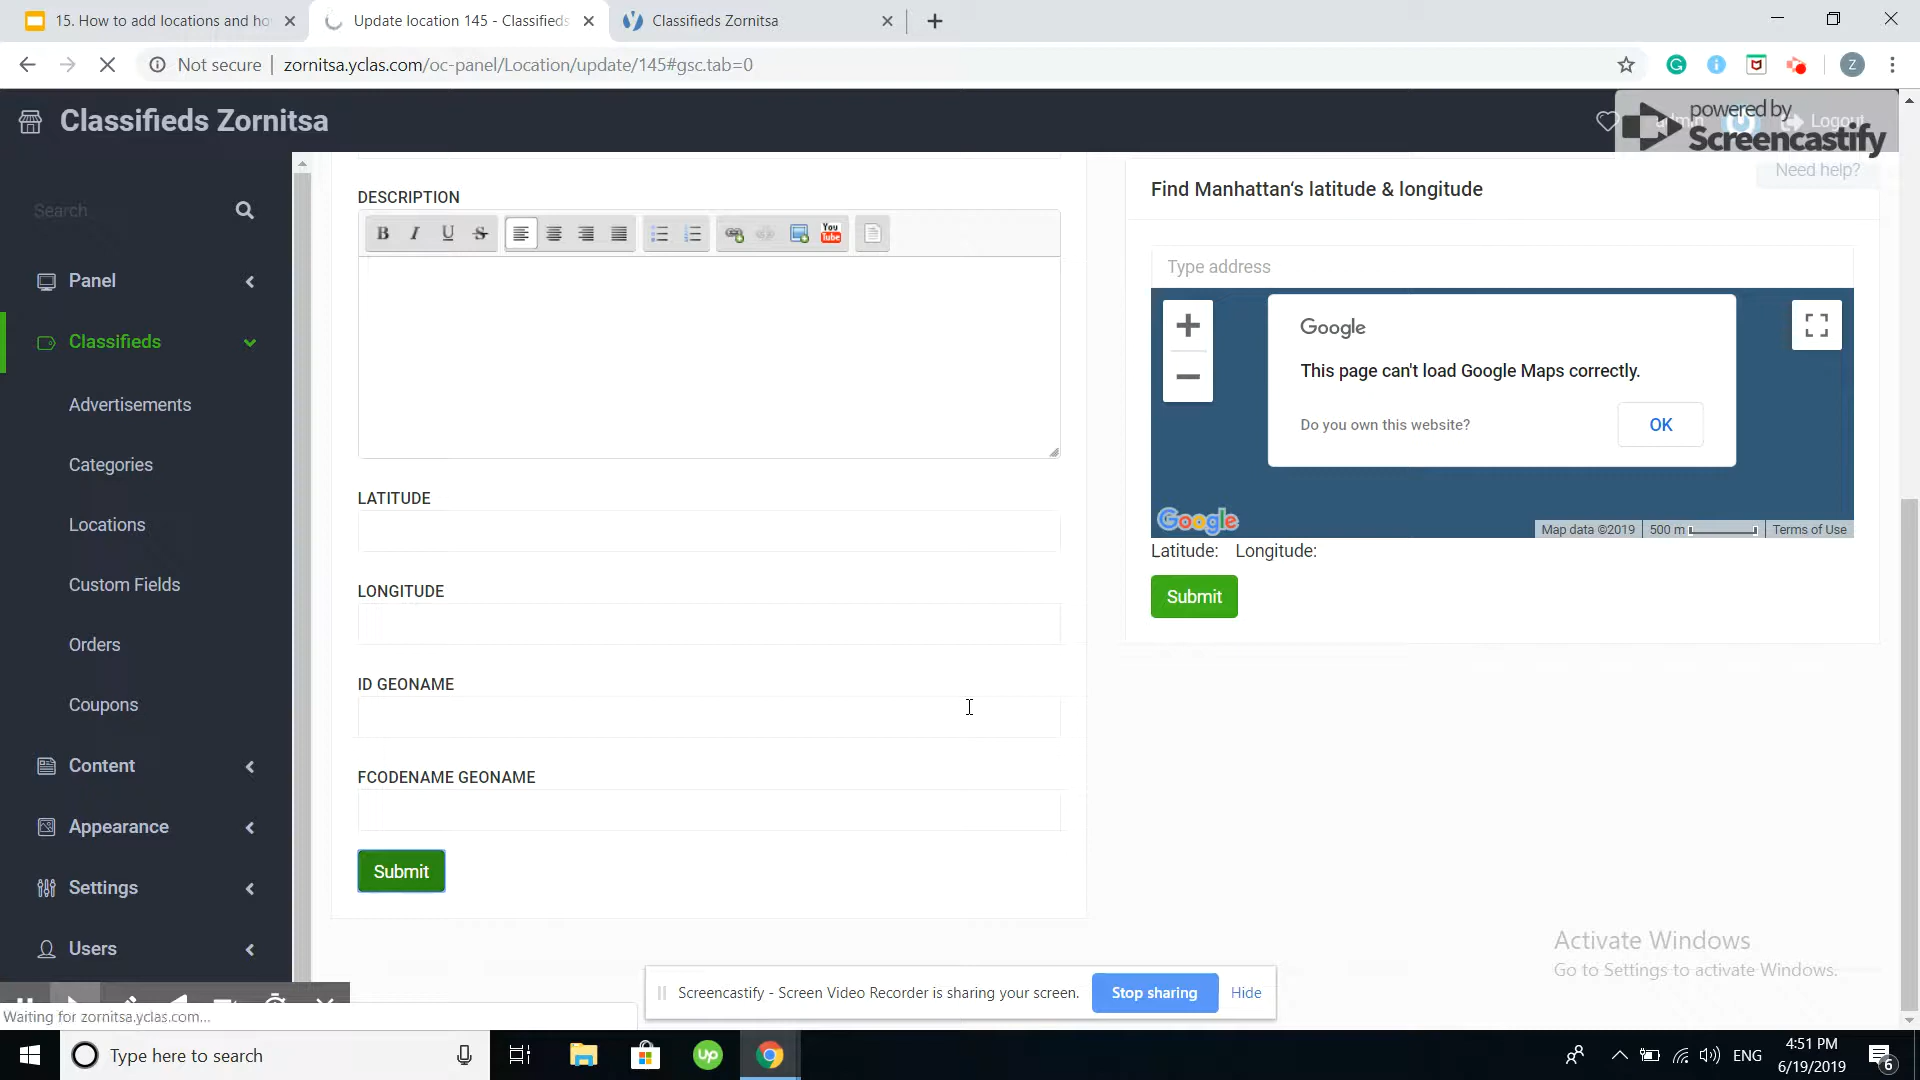 15. How to add locations and ho
Update location 145 - Classifieds
Classifieds Zornitsa
Not secure
zornitsa.yclas.com/oc-panel/Location/update/145#gsc.tab=0
Z
Classifieds Zornitsa
admin
Logout
powered by
Screencastify
Need help?
Search
Panel
Classifieds
Advertisements
Categories
Locations
Custom Fields
Orders
Coupons
Content
Appearance
Settings
Users
DESCRIPTION
B I U S
You
Tube
LATITUDE
LONGITUDE
ID GEONAME
FCODENAME GEONAME
Submit
Find Manhattan‘s latitude & longitude
Type address
Google
This page can't load Google Maps correctly.
Do you own this website?
OK
Google
Map data ©2019
500 m
Terms of Use
Latitude: Longitude:
Submit
Activate Windows
Go to Settings to activate Windows.
Screencastify - Screen Video Recorder is sharing your screen.
Stop sharing
Hide
Waiting for zornitsa.yclas.com...
Type here to search
Up
ENG
4:51 PM
6/19/2019
6